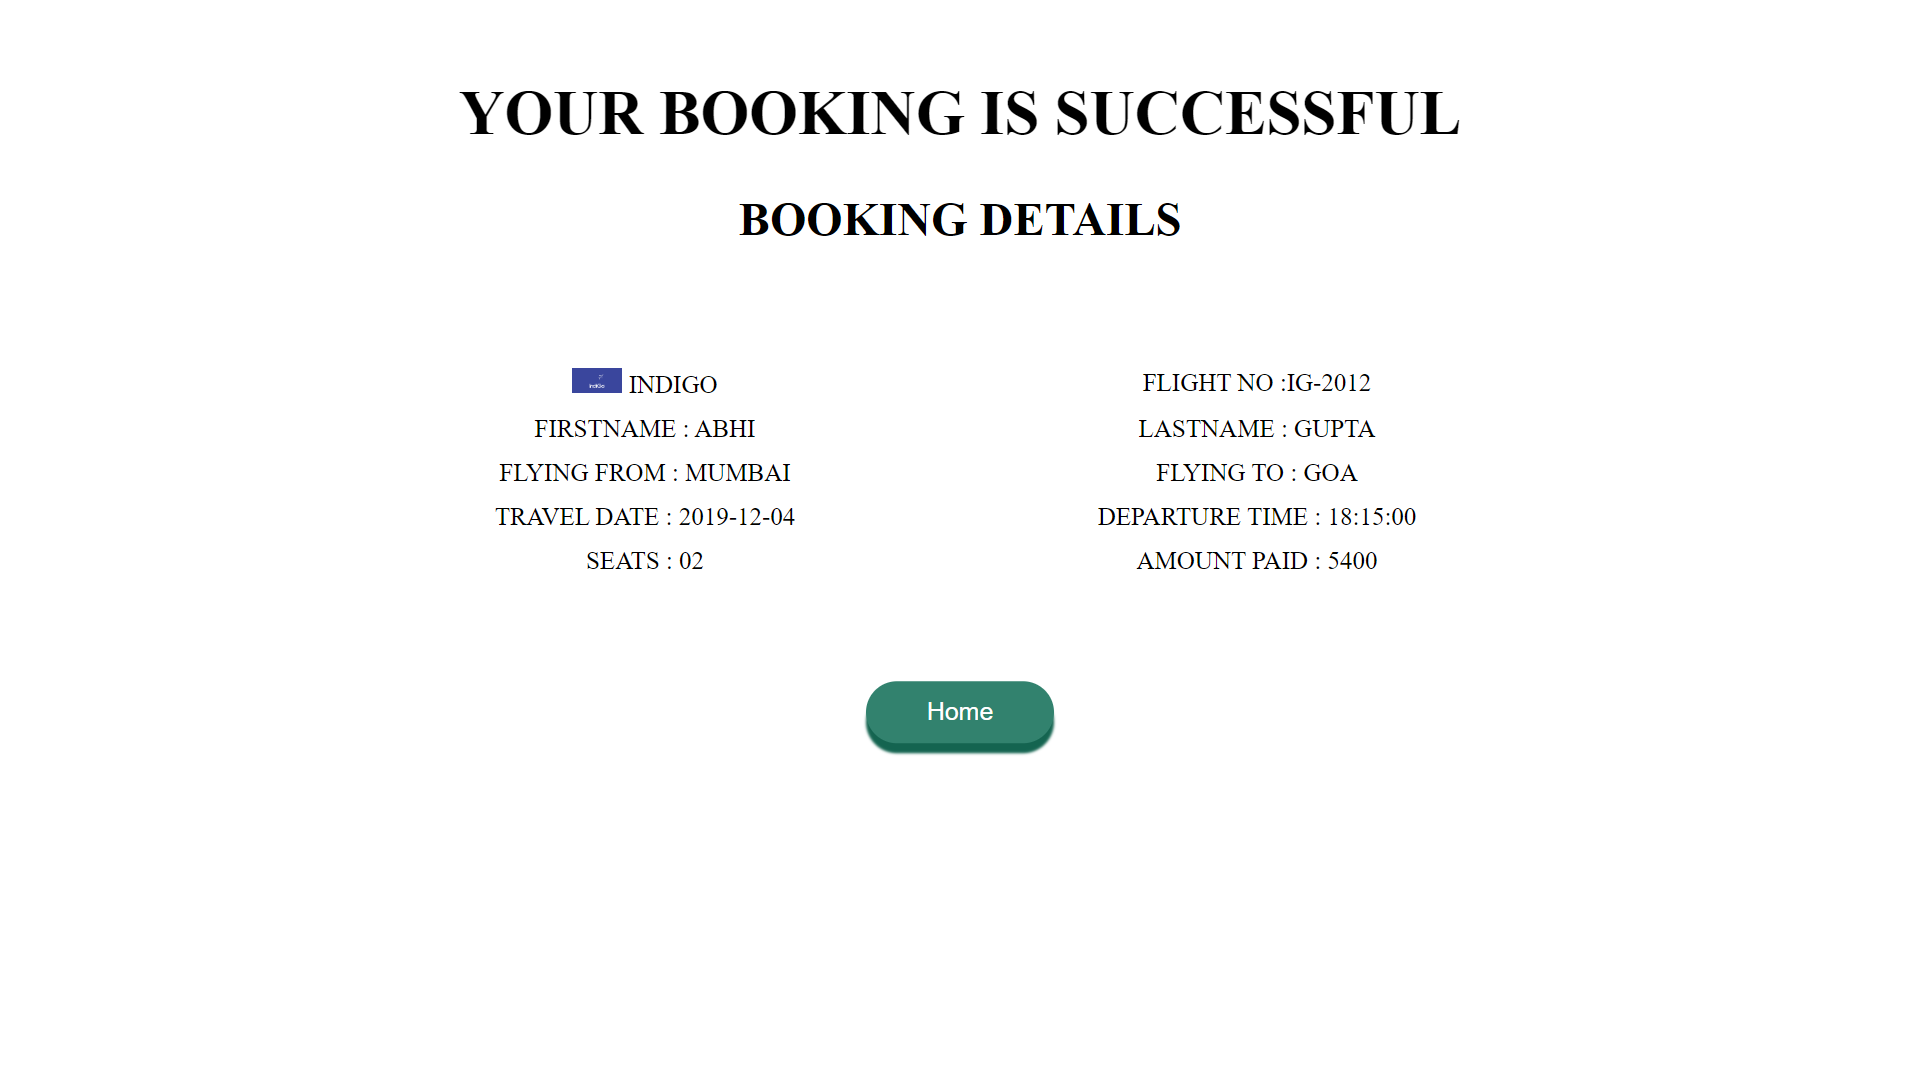 YOUR BOOKING IS SUCCESSFUL
BOOKING DETAILS
IndiGo INDIGO
FLIGHT NO :IG-2012
FIRSTNAME : ABHI
LASTNAME : GUPTA
FLYING FROM : MUMBAI
FLYING TO : GOA
TRAVEL DATE : 2019-12-04
DEPARTURE TIME : 18:15:00
SEATS : 02
AMOUNT PAID : 5400
Home